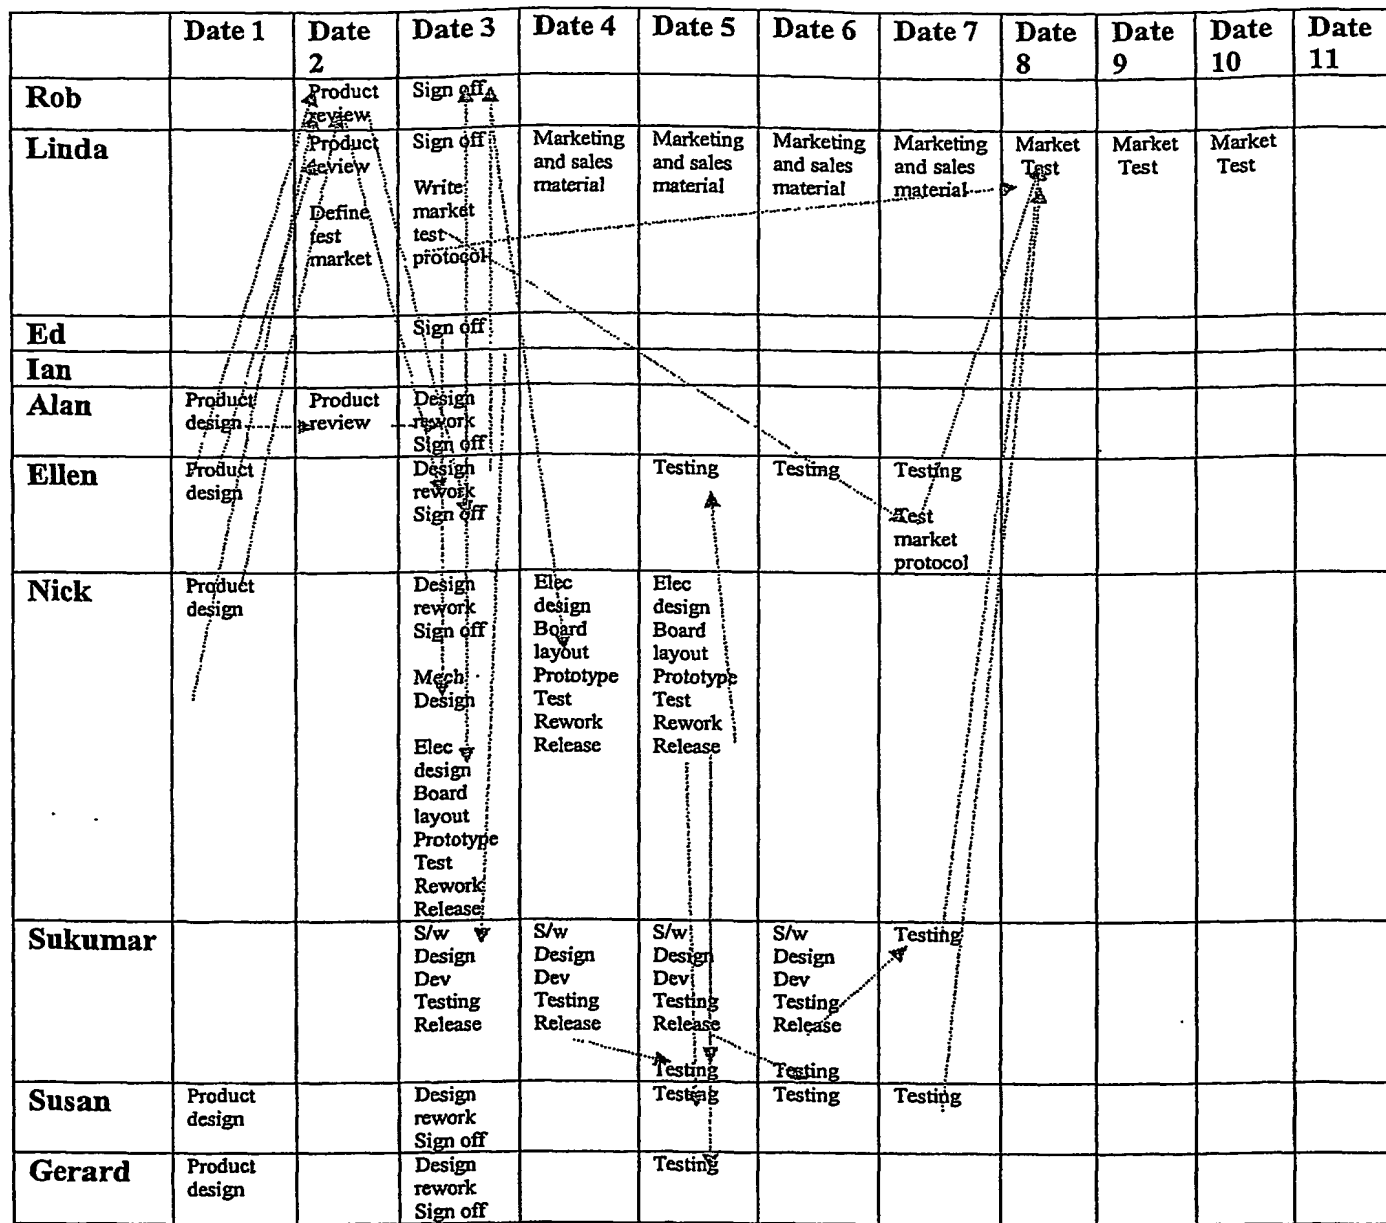 Date 1
Date 2
Date 3
Date 4
Date 5
Date 6
Date 7
Date 8
Date 9
Date 10
Date 11
Rob
Product
review
Sign off
Linda
Product
review
Define
test
market
Sign off
Write
market
test
protocol
Marketing
and sales
material
Marketing
and sales
material
Marketing
and sales
material
Marketing
and sales
material
Market
Test
Market
Test
Market
Test
Ed
Sign off
Ian
Alan
Product
design
Product
review
Design
rework
Sign off
Ellen
Product
design
Design
rework
Sign off
Testing
Testing
Testing
Test
market
protocol
Nick
Product
design
Design
rework
Sign off
Mech
Design
Elec
design
Board
layout
Prototype
Test
Rework
Release
Elec
design
Board
layout
Prototype
Test
Rework
Release
Elec
design
Board
layout
Prototype
Test
Rework
Release
Sukumar
S/w
Design
Dev
Testing
Release
S/w
Design
Dev
Testing
Release
S/w
Design
Dev
Testing
Release
Testing
S/w
Design
Dev
Testing
Release
Testing
Testing
Susan
Product
design
Design
rework
Sign off
Testing
Testing
Testing
Gerard
Product
design
Design
rework
Sign off
Testing